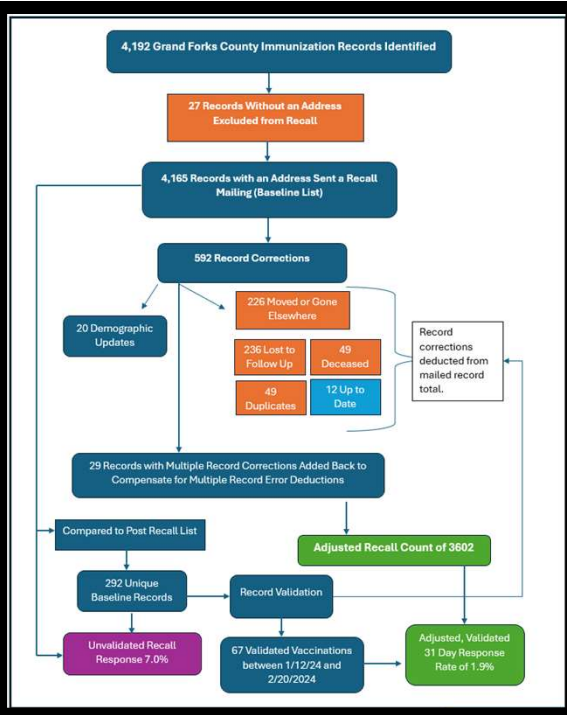 4,192 Grand Forks County Immunization Records Identified
27 Records Without an Address
Excluded from Recall
4,165 Records with an Address Sent a Recall
Mailing (Baseline List)
592 Record Corrections
20 Demographic
Updates
226 Moved or Gone
Elsewhere
236 Lost to
Follow Up
49
Deceased
49
Duplicates
12 Up to
Date
Record
corrections
deducted from
mailed record
total.
29 Records with Multiple Record Corrections Added Back to
Compensate for Multiple Record Error Deductions
Compared to Post Recall List
Adjusted Recall Count of 3602
292 Unique
Baseline Records
Record Validation
Unvalidated Recall
Response 7.0%
67 Validated Vaccinations
between 1/12/24 and
2/20/2024
Adjusted, Validated
31 Day Response
Rate of 1.9%